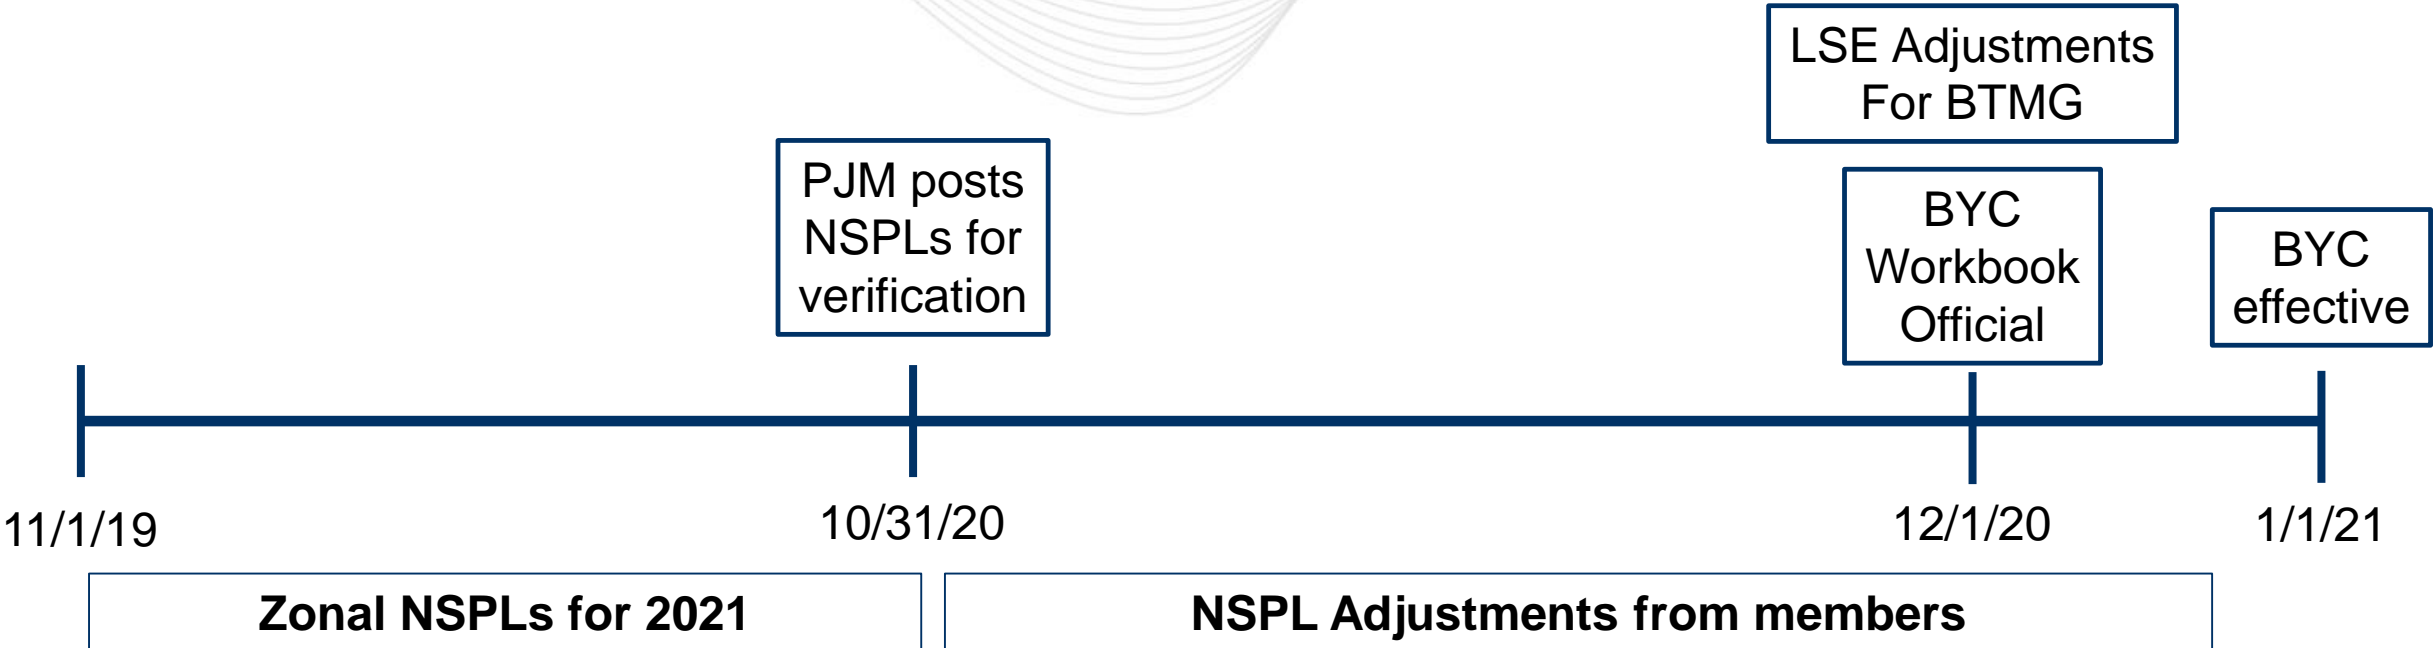 LSE Adjustments
For BTMG
PJM posts
NSPLs for
verification
BYC
Workbook
Official
BYC
effective
11/1/19
10/31/20
12/1/20
1/1/21
Zonal NSPLs for 2021
NSPL Adjustments from members